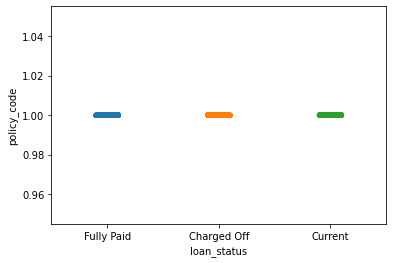 1.04
1.02
1.00
0.98
0.96
policy_code
Fully Paid
Charged Off
Current
loan_status